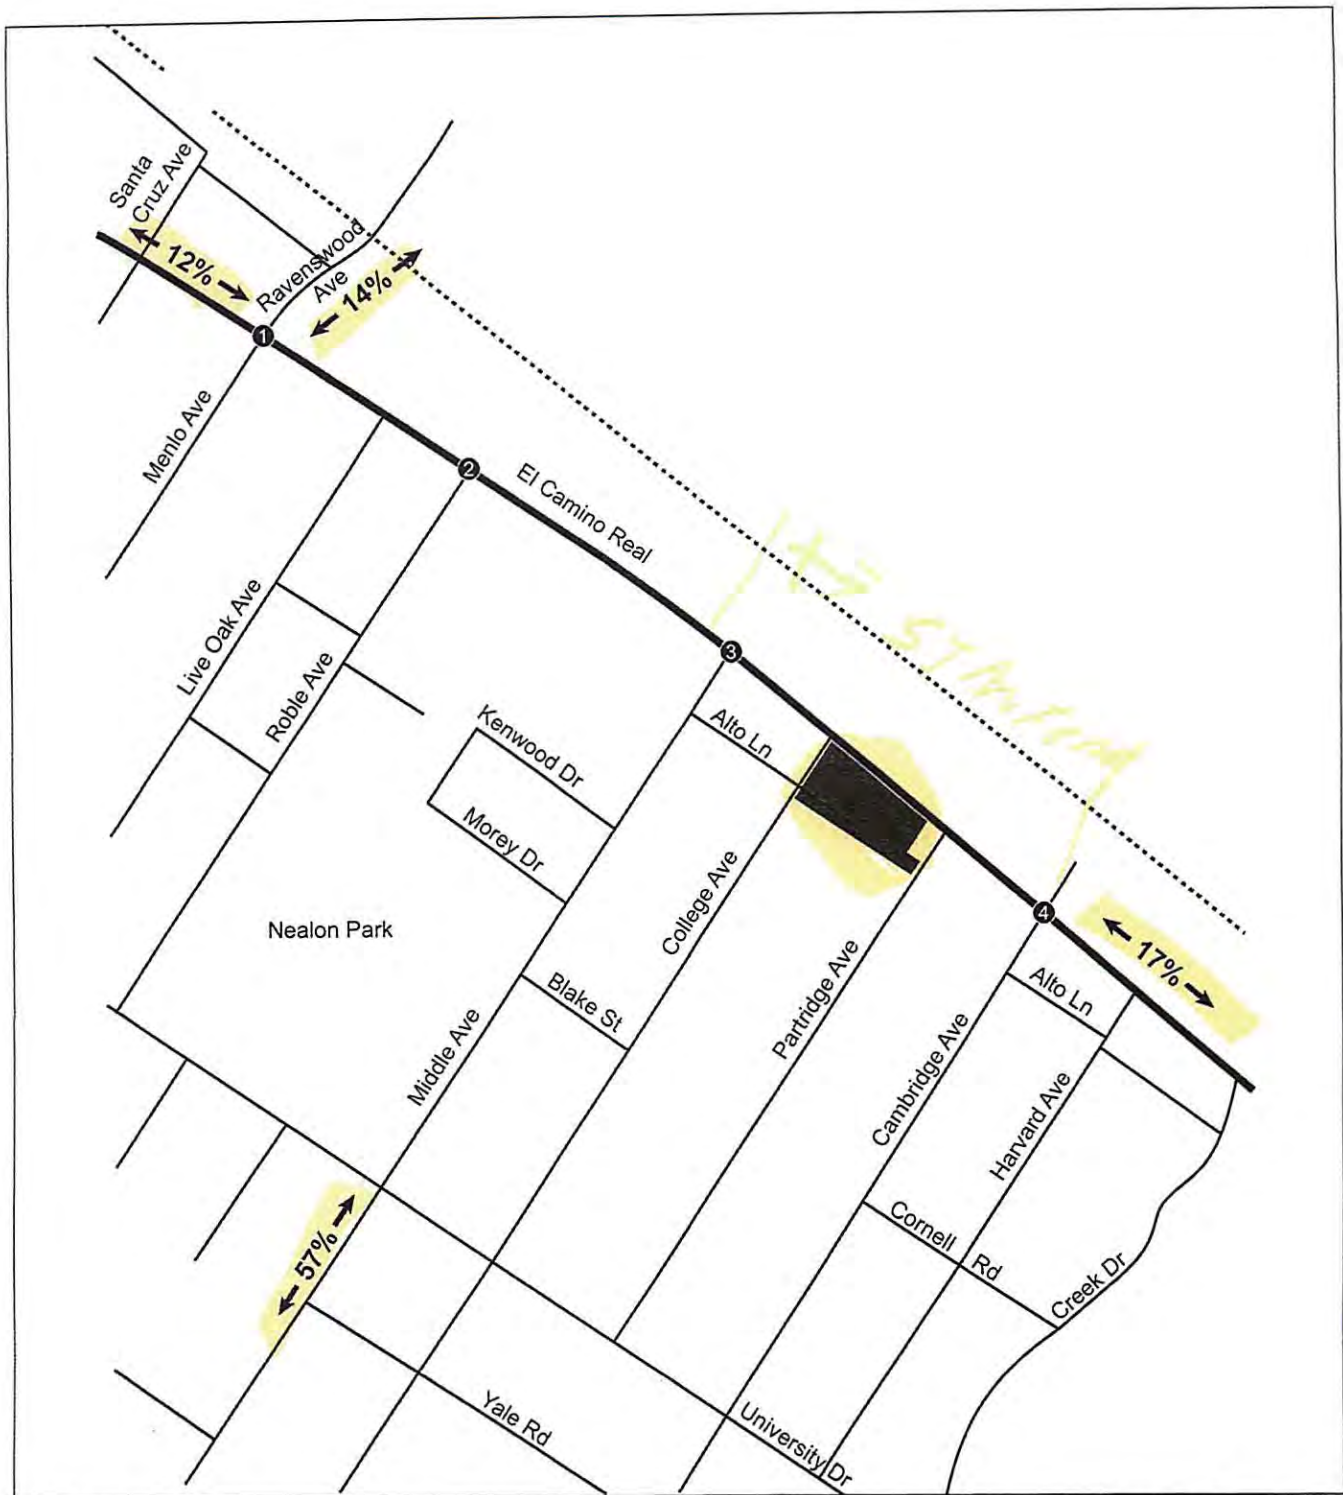 Santa
Cruz Ave
12%
Ravenswood
Ave
14%
1
Menlo Ave
2
El Camino Real
Live Oak Ave
Roble Ave
3
Kenwood Dr
Alto Ln
Morey Dr
College Ave
Nealon Park
4
17%
Blake St
Partridge Ave
Alto Ln
Middle Ave
Cambridge Ave
Harvard Ave
Cornell
Rd
57%
Creek Dr
Yale Rd
University Dr
STANFORD